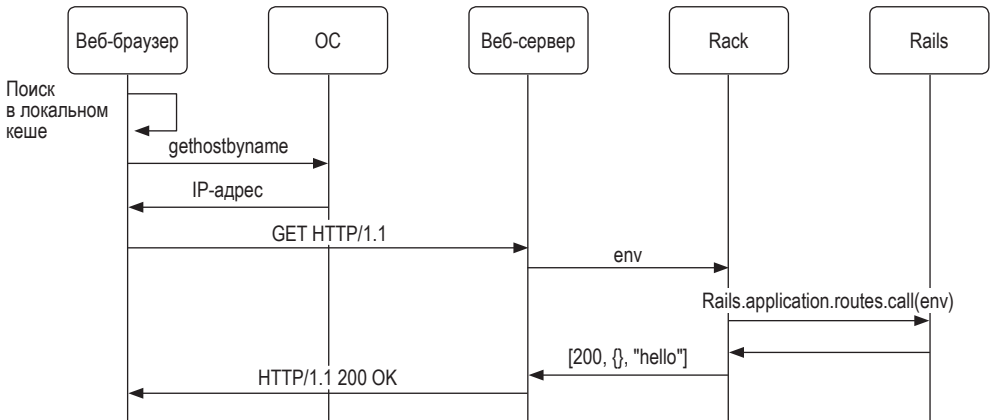 Веб-браузер
ОС
Веб-сервер
Rack
Rails
Поиск
в локальном
кеше
gethostbyname
IP-адрес
GET HTTP/1.1
env
Rails.application.routes.call(env)
[200, {}, "hello"]
HTTP/1.1 200 OK